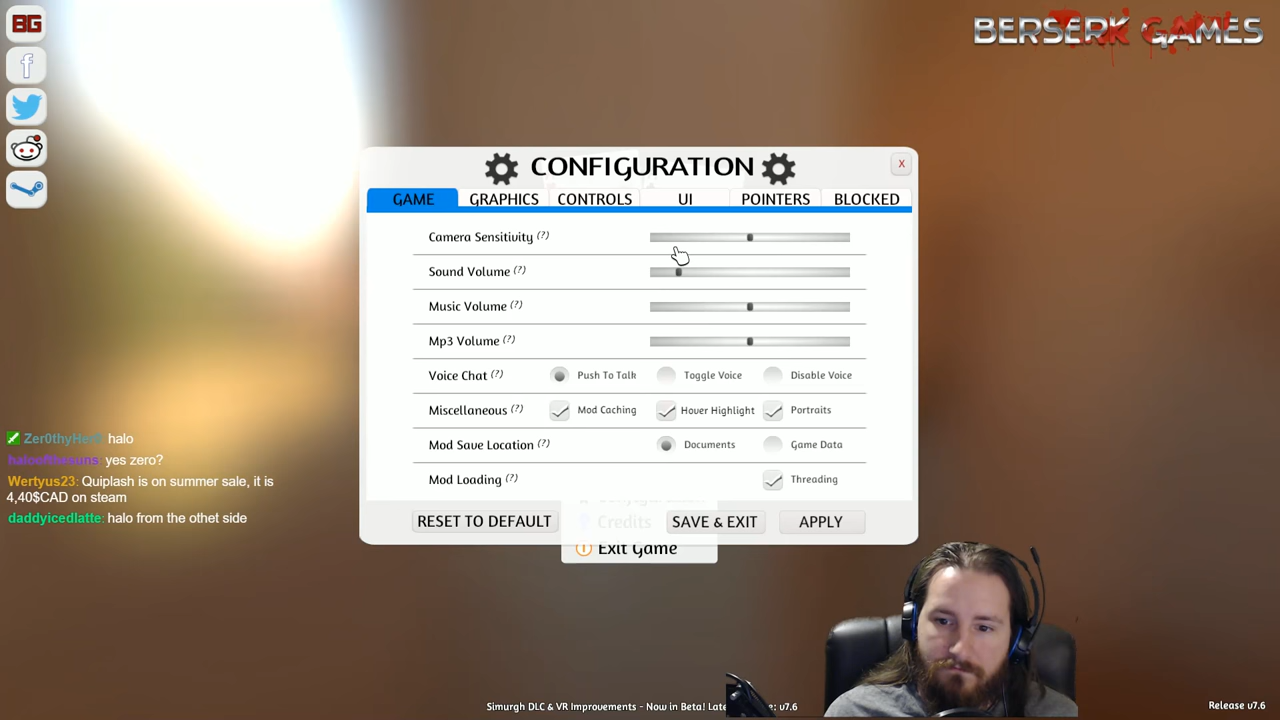 BG
BERSERK GAMES
CONFIGURATION
X
GAME
GRAPHICS
CONTROLS
UI
POINTERS
BLOCKED
Camera Sensitivity (?)
Sound Volume (?)
Music Volume (?)
Mp3 Volume (?)
Voice Chat (?) Push To Talk Toggle Voice Disable Voice
Miscellaneous (?) Mod Caching Hover Highlight Portraits
Mod Save Location (?) Documents Game Data
Mod Loading (?) Threading
RESET TO DEFAULT
Credits
SAVE & EXIT
APPLY
Exit Game
halo
yes zero?
Wertyus23: Quiplash is on summer sale, it is
4,40$CAD on steam
daddyicedlatte: halo from the othet side
Simurgh DLC & VR Improvements - Now in Beta! : v7.6
Release v7.6